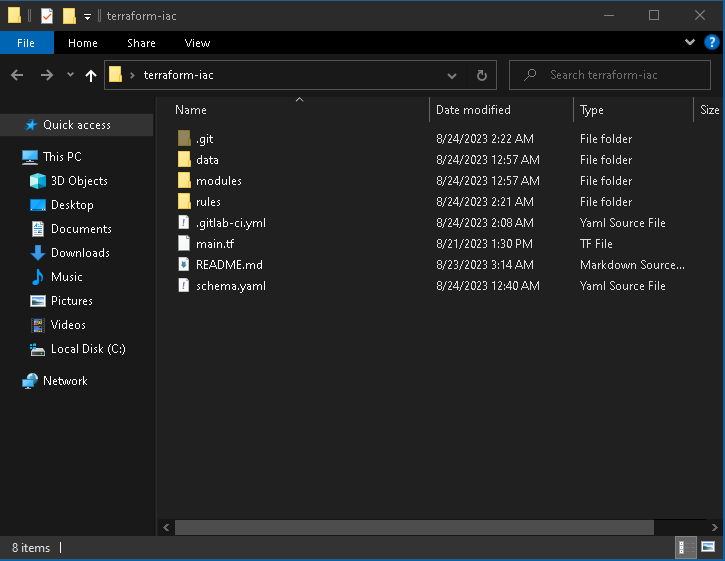 terraform-iac
File Home Share View
terraform-iac Search terraform-iac
Name Date modified Type Size
Quick access
This PC
3D Objects
Desktop
Documents
Downloads
Music
Pictures
Videos
Local Disk (C:)
Network
.git 8/24/2023 2:22 AM File folder
data 8/24/2023 12:57 AM File folder
modules 8/24/2023 12:57 AM File folder
rules 8/24/2023 2:21 AM File folder
.gitlab-ci.yml 8/24/2023 2:08 AM Yaml Source File
main.tf 8/21/2023 1:30 PM TF File
README.md 8/23/2023 3:14 AM Markdown Source...
schema.yaml 8/24/2023 12:40 AM Yaml Source File
8 items